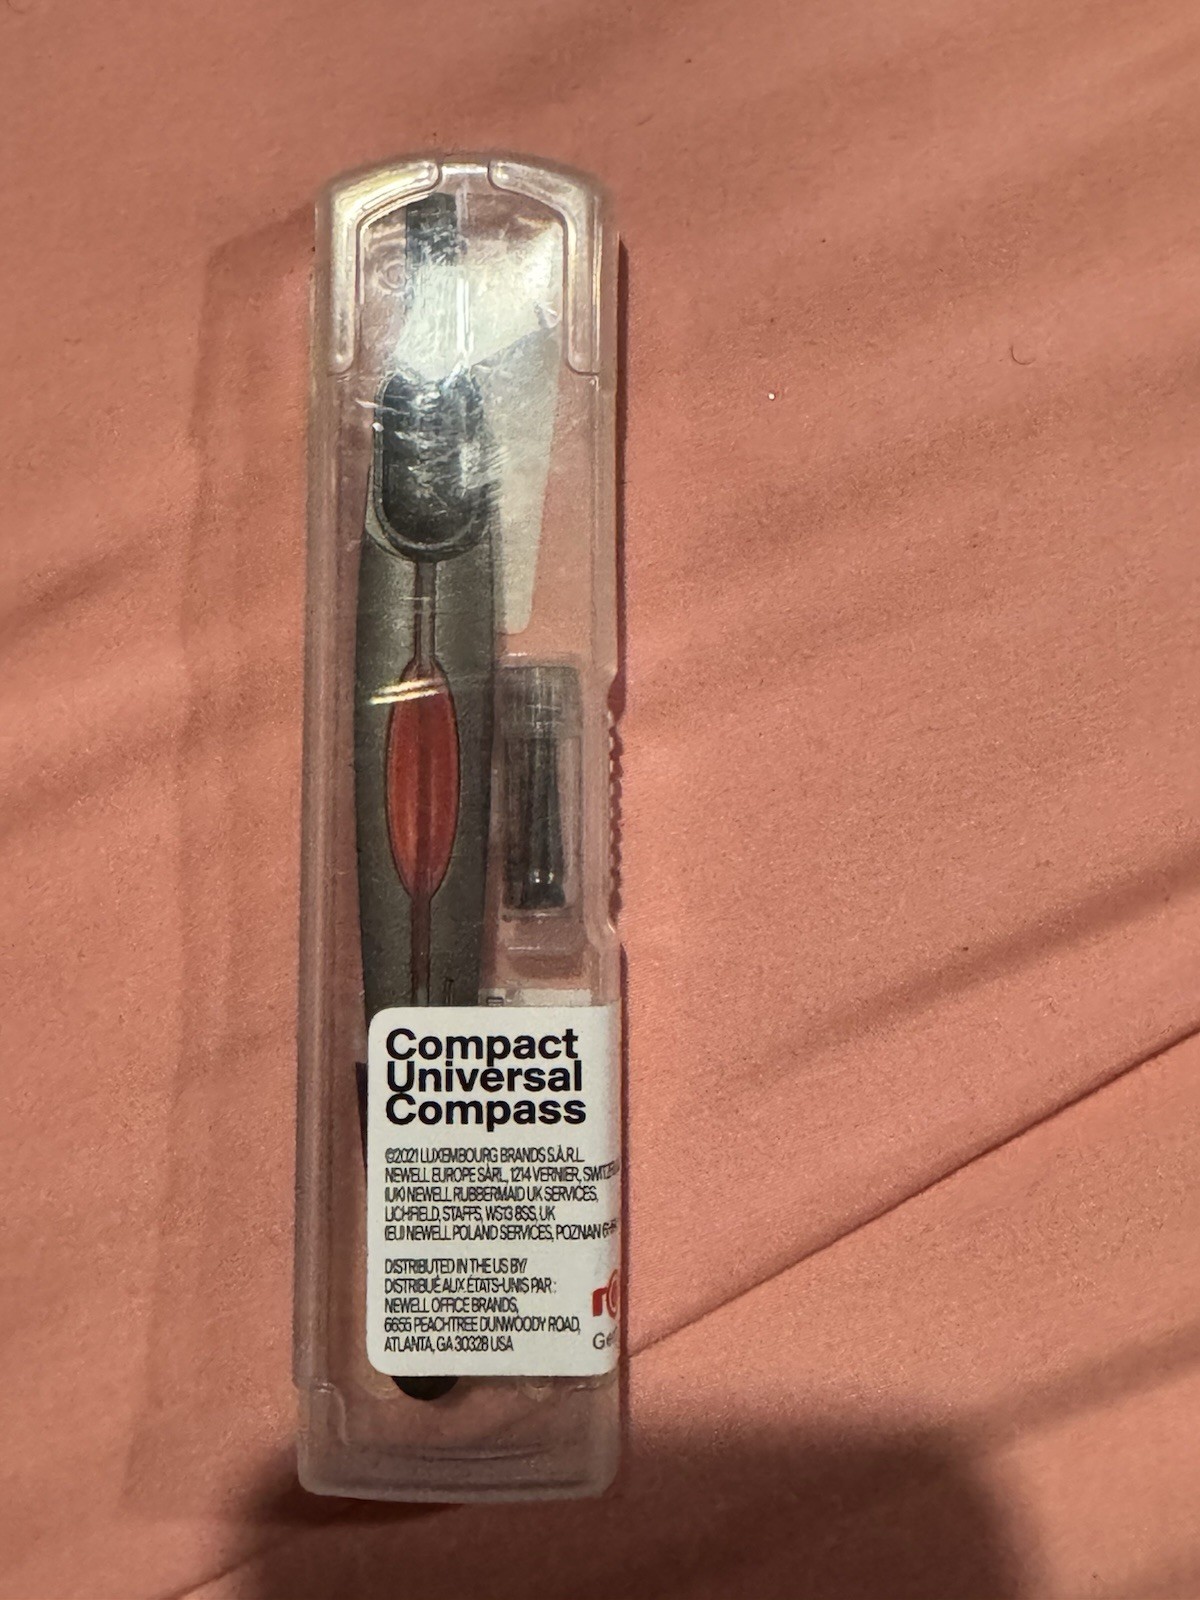 Compact
Universal
Compass
©2021 LUXEMBOURG BRANDS S.À.R.L.
NEWELL EUROPE SÀRL, 1214 VERNIER,
(UK) NEWELL RUBBERMAID UK SERVICES,
LICHFIELD, STAFFS, WS13 8SS, UK
(EU) NEWELL POLAND SERVICES, POZNAN
DISTRIBUTED IN THE US BY/
DISTRIBUÉ AUX ÉTATS-UNIS PAR :
NEWELL OFFICE BRANDS,
6655 PEACHTREE DUNWOODY ROAD,
ATLANTA, GA 30328 USA